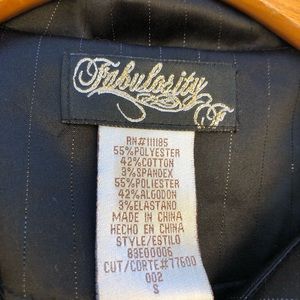 Fabulosity
F
RN#111185
55%POLYESTER
42%COTTON
3%SPANDEX
55%POLIESTER
42%ALGODON
3%ELASTANO
MADE IN CHINA
HECHO EN CHINA
STYLE/ESTILO
83E00006
CUT/CORTE#77600
002
S